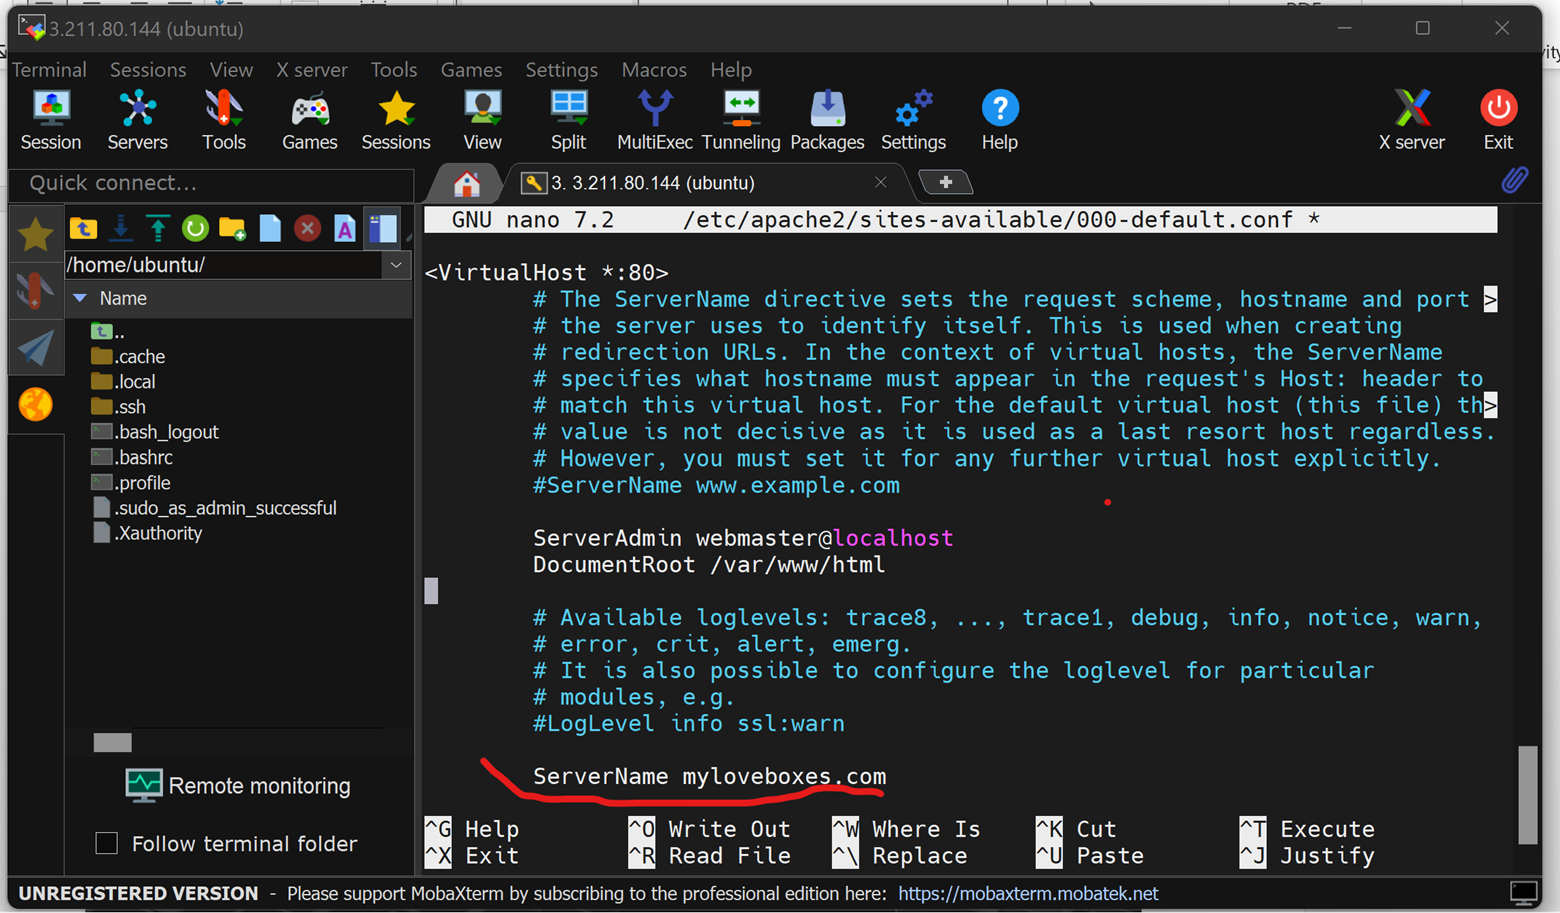 3.211.80.144 (ubuntu)
Terminal Sessions View X server Tools Games Settings Macros Help
Session Servers Tools Games Sessions View Split MultiExec Tunneling Packages Settings Help X server Exit
Quick connect...
3. 3.211.80.144 (ubuntu)
/home/ubuntu/
Name
..
.cache
.local
.ssh
.bash_logout
.bashrc
.profile
.sudo_as_admin_successful
.Xauthority
Remote monitoring
Follow terminal folder
GNU nano 7.2 /etc/apache2/sites-available/000-default.conf *
<VirtualHost *:80>
# The ServerName directive sets the request scheme, hostname and port >
# the server uses to identify itself. This is used when creating
# redirection URLs. In the context of virtual hosts, the ServerName
# specifies what hostname must appear in the request's Host: header to
# match this virtual host. For the default virtual host (this file) th>
# value is not decisive as it is used as a last resort host regardless.
# However, you must set it for any further virtual host explicitly.
#ServerName www.example.com
ServerAdmin webmaster@localhost
DocumentRoot /var/www/html
# Available loglevels: trace8, ..., trace1, debug, info, notice, warn,
# error, crit, alert, emerg.
# It is also possible to configure the loglevel for particular
# modules, e.g.
#LogLevel info ssl:warn
ServerName myloveboxes.com
^G Help ^O Write Out ^W Where Is ^K Cut ^T Execute
^X Exit ^R Read File ^\ Replace ^U Paste ^J Justify
UNREGISTERED VERSION - Please support MobaXterm by subscribing to the professional edition here: https://mobaxterm.mobatek.net